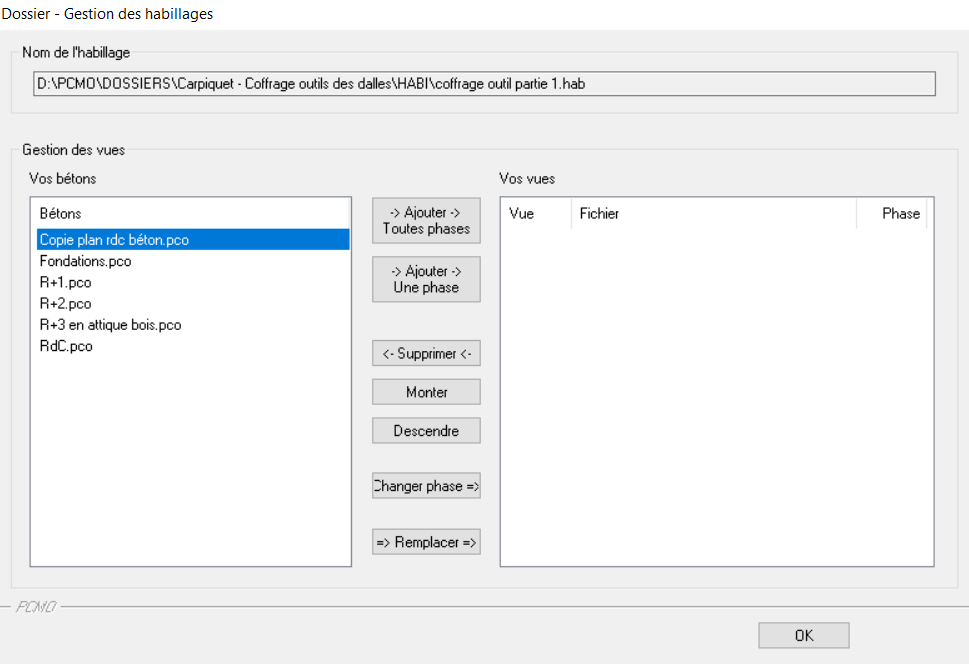 Dossier - Gestion des habillages
Nom de l'habillage
D:\PCMO\DOSSIERS\Carpiquet - Coffrage outils des dalles\HABI\coffrage outil partie 1.hab
Gestion des vues
Vos bétons
Bétons
Copie plan rdc béton.pco
Fondations.pco
R+1.pco
R+2.pco
R+3 en attique bois.pco
RdC.pco
-> Ajouter ->
Toutes phases
-> Ajouter ->
Une phase
<- Supprimer <-
Monter
Descendre
Changer phase =>
=> Remplacer =>
Vos vues
Vue Fichier Phase
PCMO
OK